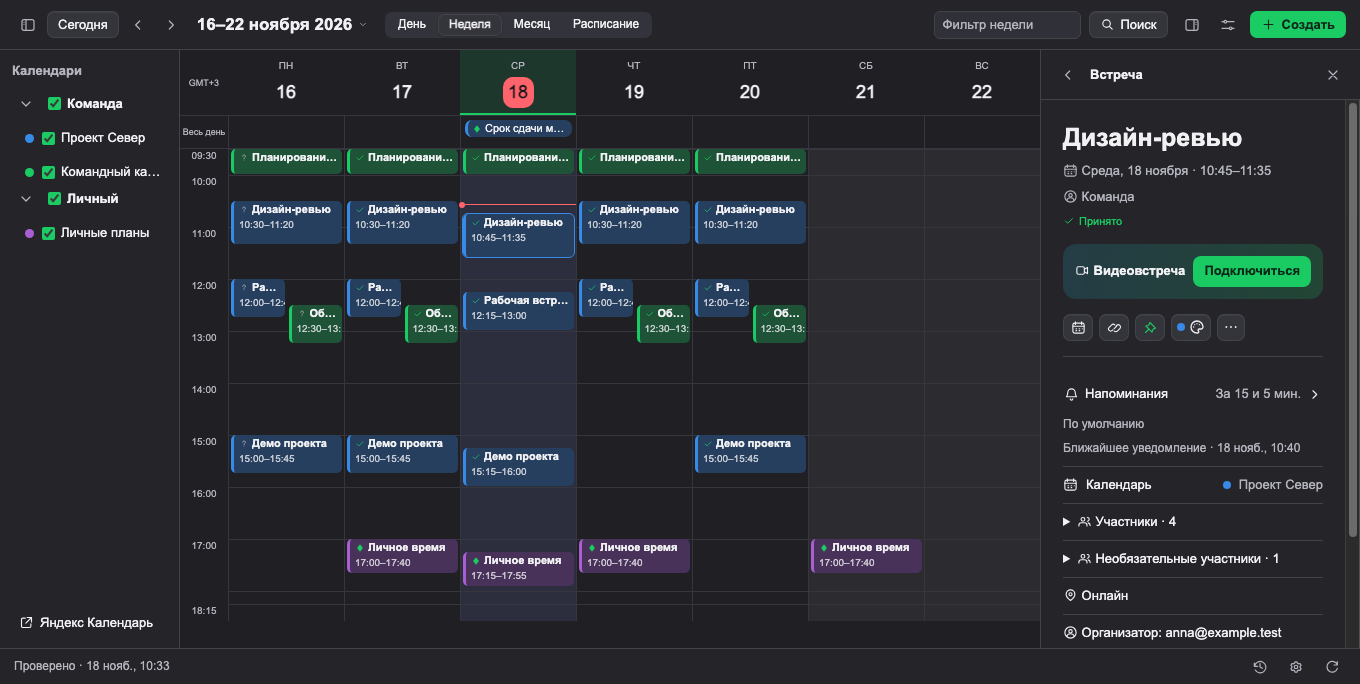 Сегодня
16–22 ноября 2026
День Неделя Месяц Расписание
Фильтр недели
Поиск
Создать
Календари
Команда
Проект Север
Командный ка...
Личный
Личные планы
Яндекс Календарь
GMT+3
ПН 16
ВТ 17
СР 18
ЧТ 19
ПТ 20
СБ 21
ВС 22
Весь день
Срок сдачи м...
09:30
10:00
11:00
12:00
13:00
14:00
15:00
16:00
17:00
18:15
? Планировани...
Планировани...
Планировани...
Планировани...
Планировани...
? Дизайн-ревью
10:30–11:20
Дизайн-ревью
10:30–11:20
Дизайн-ревью
10:45–11:35
Дизайн-ревью
10:30–11:20
Дизайн-ревью
10:30–11:20
? Ра...
12:00–12:
? Об...
12:30–13:
Ра...
12:00–12:
Об...
12:30–13:
Рабочая встр...
12:15–13:00
Ра...
12:00–12:
Об...
12:30–13:
Ра...
12:00–12:
Об...
12:30–13:
? Демо проекта
15:00–15:45
Демо проекта
15:00–15:45
Демо проекта
15:15–16:00
Демо проекта
15:00–15:45
Личное время
17:00–17:40
Личное время
17:15–17:55
Личное время
17:00–17:40
Личное время
17:00–17:40
Встреча
Дизайн-ревью
Среда, 18 ноября · 10:45–11:35
Команда
Принято
Видеовстреча
Подключиться
Напоминания
За 15 и 5 мин.
По умолчанию
Ближайшее уведомление · 18 нояб., 10:40
Календарь
Проект Север
Участники · 4
Необязательные участники · 1
Онлайн
Организатор: anna@example.test
Проверено · 18 нояб., 10:33